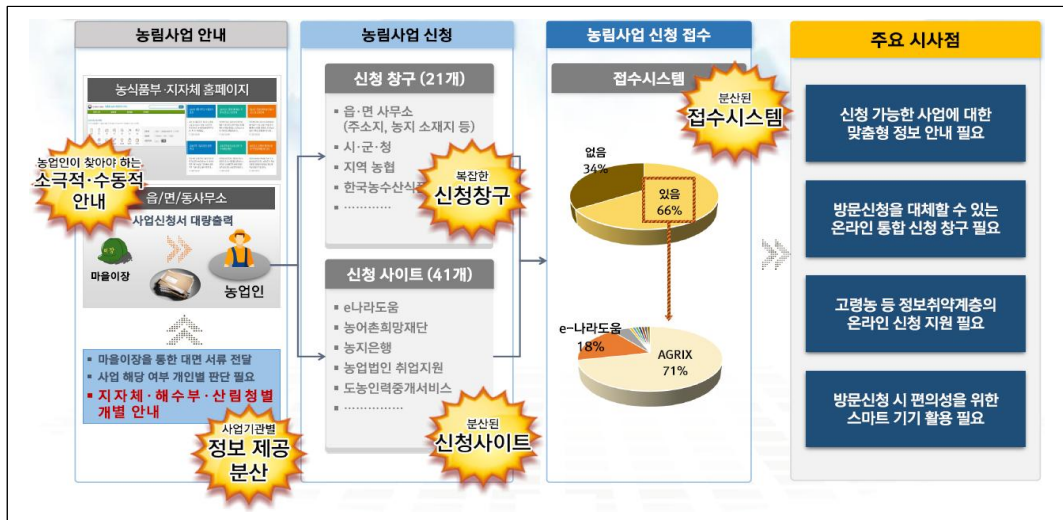 농림사업 안내
농식품부·지자체 홈페이지
농업인이 찾아야 하는
소극적·수동적
안내
읍/면/동사무소
사업신청서 대량출력
마을이장
농업인
▪ 마을이장을 통한 대면 서류 전달
▪ 사업 해당 여부 개인별 판단 필요
▪ 지자체·해수부·산림청별
개별 안내
사업기관별
정보 제공
분산
농림사업 신청
신청 창구 (21개)
▪ 읍·면 사무소
(주소지, 농지 소재지 등)
▪ 시·군·청
▪ 지역 농협
▪ 한국농수산식
▪ …………
복잡한
신청창구
신청 사이트 (41개)
▪ e나라도움
▪ 농어촌희망재단
▪ 농지은행
▪ 농업법인 취업지원
▪ 도농인력중개서비스
▪ ……………
분산된
신청사이트
농림사업 신청 접수
접수시스템
분산된
접수시스템
없음
34%
있음
66%
e-나라도움
18%
AGRIX
71%
주요 시사점
신청 가능한 사업에 대한
맞춤형 정보 안내 필요
방문신청을 대체할 수 있는
온라인 통합 신청 창구 필요
고령농 등 정보취약계층의
온라인 신청 지원 필요
방문신청 시 편의성을 위한
스마트 기기 활용 필요